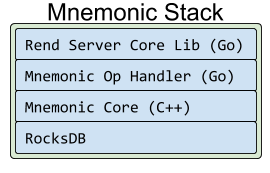 Mnemonic Stack
Rend Server Core Lib (Go)
Mnemonic Op Handler (Go)
Mnemonic Core (C++)
RocksDB